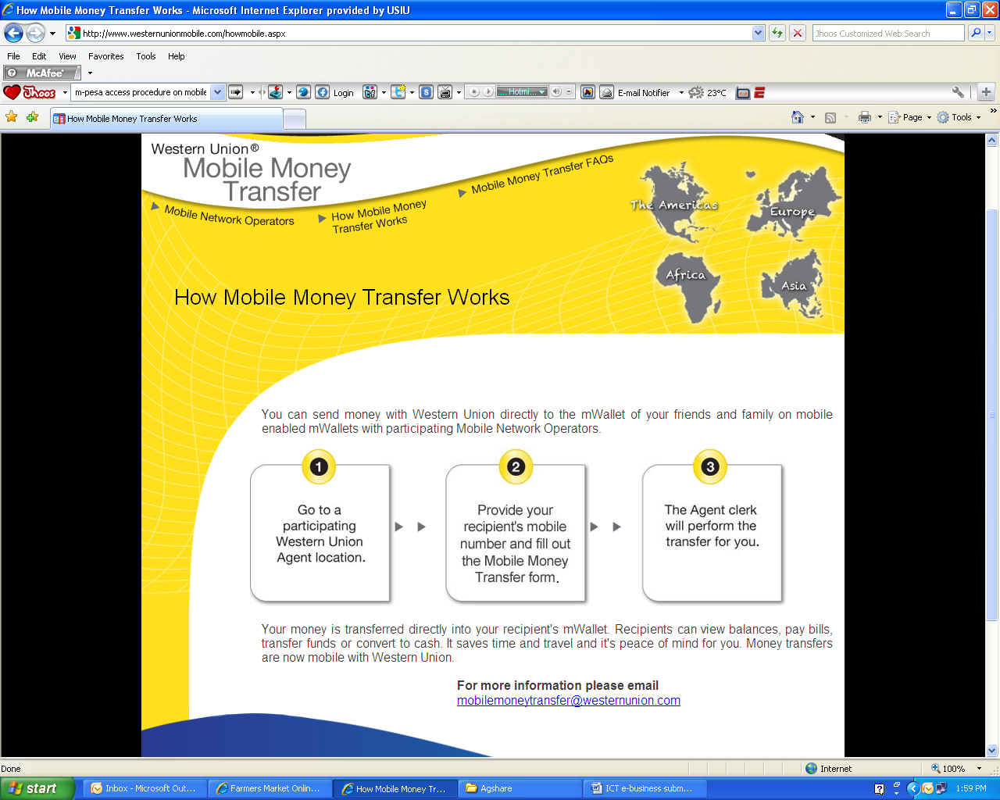 How Mobile Money Transfer Works - Microsoft Internet Explorer provided by USIU
http://www.westernunionmobile.com/howmobile.aspx
Jhoos Customized Web Search
File Edit View Favorites Tools Help
McAfee
Jhoos
m-pesa access procedure on mobile
Login
Hotmi...
E-mail Notifier
23°C
How Mobile Money Transfer Works
Page
Tools
Western Union®
Mobile Money
Transfer
Mobile Network Operators
How Mobile Money
Transfer Works
Mobile Money Transfer FAQs
The Americas
Europe
Africa
Asia
How Mobile Money Transfer Works
You can send money with Western Union directly to the mWallet of your friends and family on mobile
enabled mWallets with participating Mobile Network Operators.
1
Go to a
participating
Western Union
Agent location.
2
Provide your
recipient's mobile
number and fill out
the Mobile Money
Transfer form.
3
The Agent clerk
will perform the
transfer for you.
Your money is transferred directly into your recipient's mWallet. Recipients can view balances, pay bills,
transfer funds or convert to cash. It saves time and travel and it's peace of mind for you. Money transfers
are now mobile with Western Union.
For more information please email
mobilemoneytransfer@westernunion.com
Done
Internet
100%
start
Inbox - Microsoft Out...
Farmers Market Onlin...
How Mobile Money Tr...
Agshare
ICT e-business subm...
1:59 PM